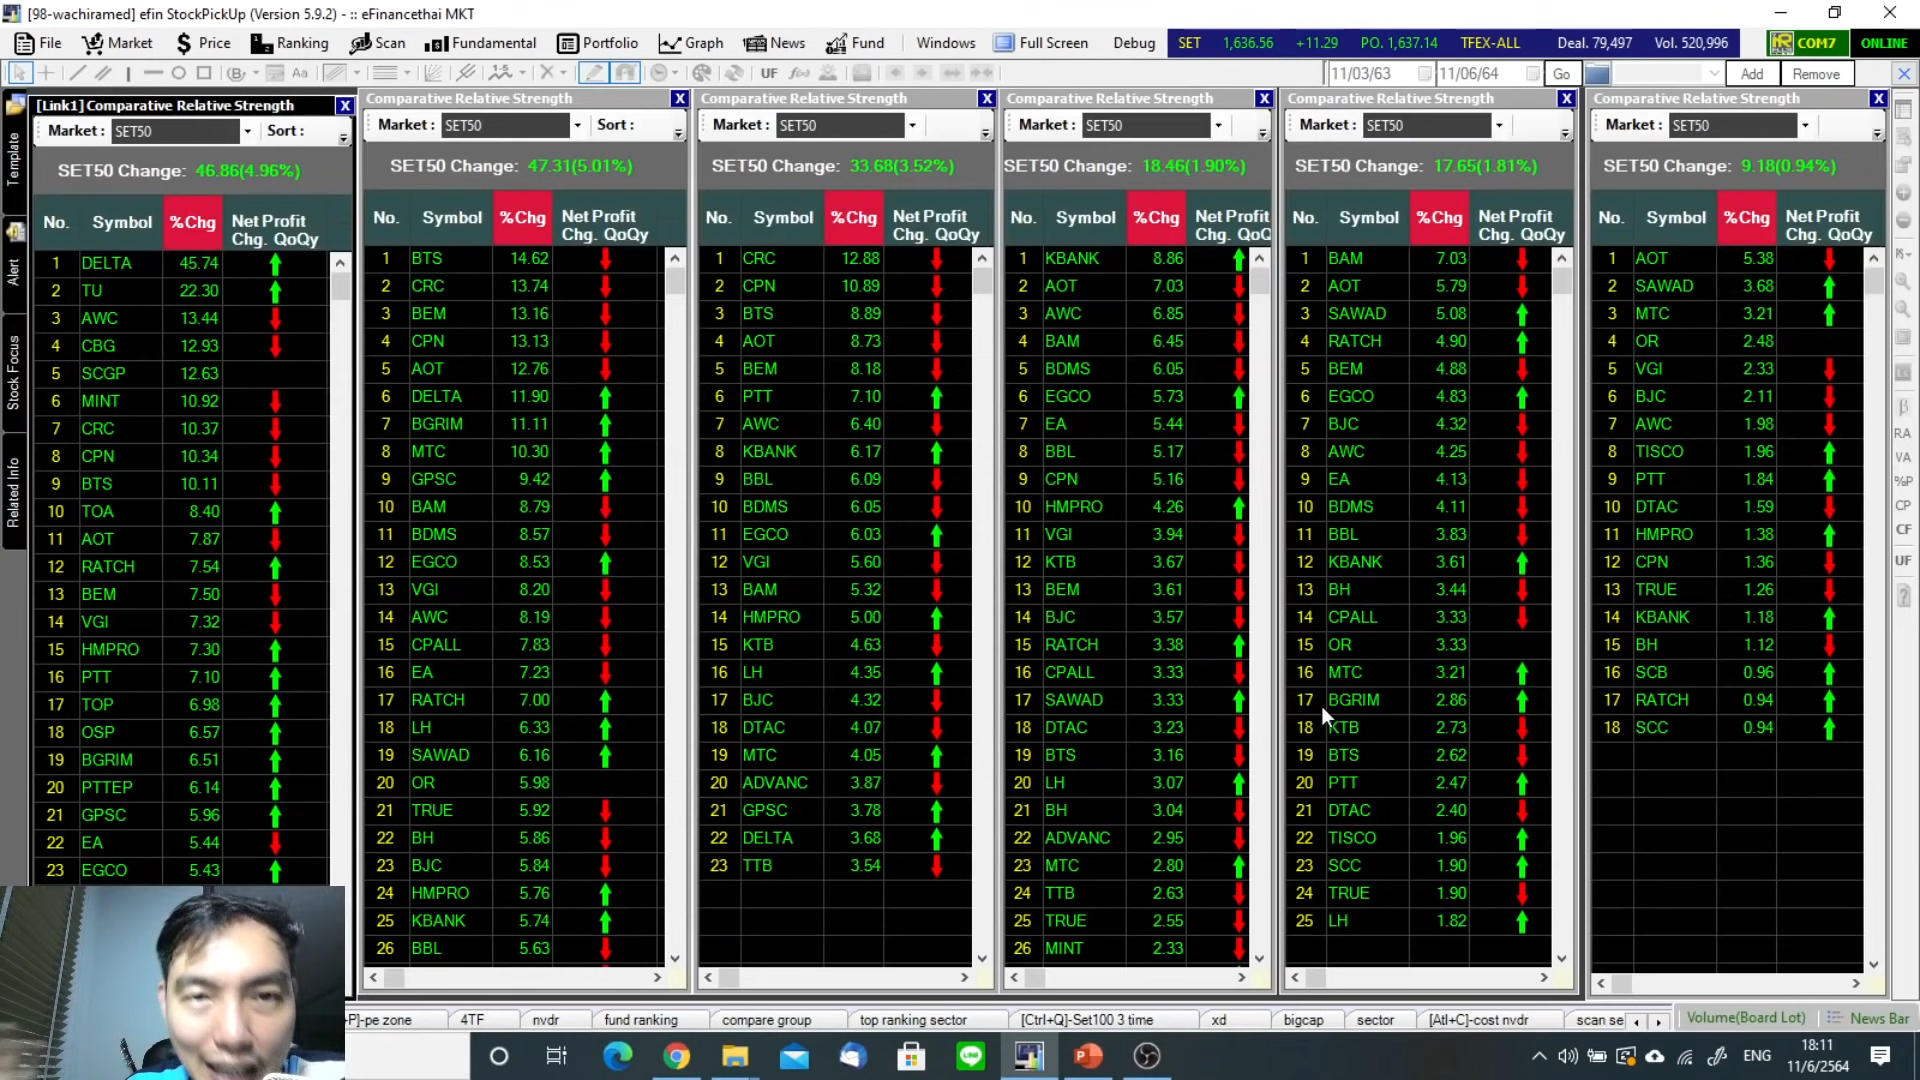 [98-wachiramed] efin StockPickUp (Version 5.9.2) - :: eFinancethai MKT
File Market Price Ranking Scan Fundamental Portfolio Graph News Fund Windows Full Screen Debug SET 1,636.56 +11.29 PO. 1,637.14 TFEX-ALL Deal. 79,497 Vol. 520,996 COM7 ONLINE
UF 11/03/63 11/06/64 Go Add Remove
Template
Alert
Stock Focus
Related Info
[Link1] Comparative Relative Strength
Market : SET50 Sort :
SET50 Change: 46.86(4.96%)
No. Symbol %Chg Net Profit Chg. QoQy
1 DELTA 45.74
2 TU 22.30
3 AWC 13.44
4 CBG 12.93
5 SCGP 12.63
6 MINT 10.92
7 CRC 10.37
8 CPN 10.34
9 BTS 10.11
10 TOA 8.40
11 AOT 7.87
12 RATCH 7.54
13 BEM 7.50
14 VGI 7.32
15 HMPRO 7.30
16 PTT 7.10
17 TOP 6.98
18 OSP 6.57
19 BGRIM 6.51
20 PTTEP 6.14
21 GPSC 5.96
22 EA 5.44
23 EGCO 5.43
Comparative Relative Strength
Market : SET50 Sort :
SET50 Change: 47.31(5.01%)
No. Symbol %Chg Net Profit Chg. QoQy
1 BTS 14.62
2 CRC 13.74
3 BEM 13.16
4 CPN 13.13
5 AOT 12.76
6 DELTA 11.90
7 BGRIM 11.11
8 MTC 10.30
9 GPSC 9.42
10 BAM 8.79
11 BDMS 8.57
12 EGCO 8.53
13 VGI 8.20
14 AWC 8.19
15 CPALL 7.83
16 EA 7.23
17 RATCH 7.00
18 LH 6.33
19 SAWAD 6.16
20 OR 5.98
21 TRUE 5.92
22 BH 5.86
23 BJC 5.84
24 HMPRO 5.76
25 KBANK 5.74
26 BBL 5.63
Comparative Relative Strength
Market : SET50
SET50 Change: 33.68(3.52%)
No. Symbol %Chg Net Profit Chg. QoQy
1 CRC 12.88
2 CPN 10.89
3 BTS 8.89
4 AOT 8.73
5 BEM 8.18
6 PTT 7.10
7 AWC 6.40
8 KBANK 6.17
9 BBL 6.09
10 BDMS 6.05
11 EGCO 6.03
12 VGI 5.60
13 BAM 5.32
14 HMPRO 5.00
15 KTB 4.63
16 LH 4.35
17 BJC 4.32
18 DTAC 4.07
19 MTC 4.05
20 ADVANC 3.87
21 GPSC 3.78
22 DELTA 3.68
23 TTB 3.54
Comparative Relative Strength
Market : SET50
SET50 Change: 18.46(1.90%)
No. Symbol %Chg Net Profit Chg. QoQ
1 KBANK 8.86
2 AOT 7.03
3 AWC 6.85
4 BAM 6.45
5 BDMS 6.05
6 EGCO 5.73
7 EA 5.44
8 BBL 5.17
9 CPN 5.16
10 HMPRO 4.26
11 VGI 3.94
12 KTB 3.67
13 BEM 3.61
14 BJC 3.57
15 RATCH 3.38
16 CPALL 3.33
17 SAWAD 3.33
18 DTAC 3.23
19 BTS 3.16
20 LH 3.07
21 BH 3.04
22 ADVANC 2.95
23 MTC 2.80
24 TTB 2.63
25 TRUE 2.55
26 MINT 2.33
Comparative Relative Strength
Market : SET50
SET50 Change: 17.65(1.81%)
No. Symbol %Chg Net Profit Chg. QoQy
1 BAM 7.03
2 AOT 5.79
3 SAWAD 5.08
4 RATCH 4.90
5 BEM 4.88
6 EGCO 4.83
7 BJC 4.32
8 AWC 4.25
9 EA 4.13
10 BDMS 4.11
11 BBL 3.83
12 KBANK 3.61
13 BH 3.44
14 CPALL 3.33
15 OR 3.33
16 MTC 3.21
17 BGRIM 2.86
18 KTB 2.73
19 BTS 2.62
20 PTT 2.47
21 DTAC 2.40
22 TISCO 1.96
23 SCC 1.90
24 TRUE 1.90
25 LH 1.82
Comparative Relative Strength
Market : SET50
SET50 Change: 9.18(0.94%)
No. Symbol %Chg Net Profit Chg. QoQy
1 AOT 5.38
2 SAWAD 3.68
3 MTC 3.21
4 OR 2.48
5 VGI 2.33
6 BJC 2.11
7 AWC 1.98
8 TISCO 1.96
9 PTT 1.84
10 DTAC 1.59
11 HMPRO 1.38
12 CPN 1.36
13 TRUE 1.26
14 KBANK 1.18
15 BH 1.12
16 SCB 0.96
17 RATCH 0.94
18 SCC 0.94
RA
VA
%P
CP
CF
UF
+P]-pe zone 4TF nvdr fund ranking compare group top ranking sector [Ctrl+Q]-Set100 3 time xd bigcap sector [Atl+C]-cost nvdr scan se Volume(Board Lot) News Bar
ENG 18:11
11/6/2564